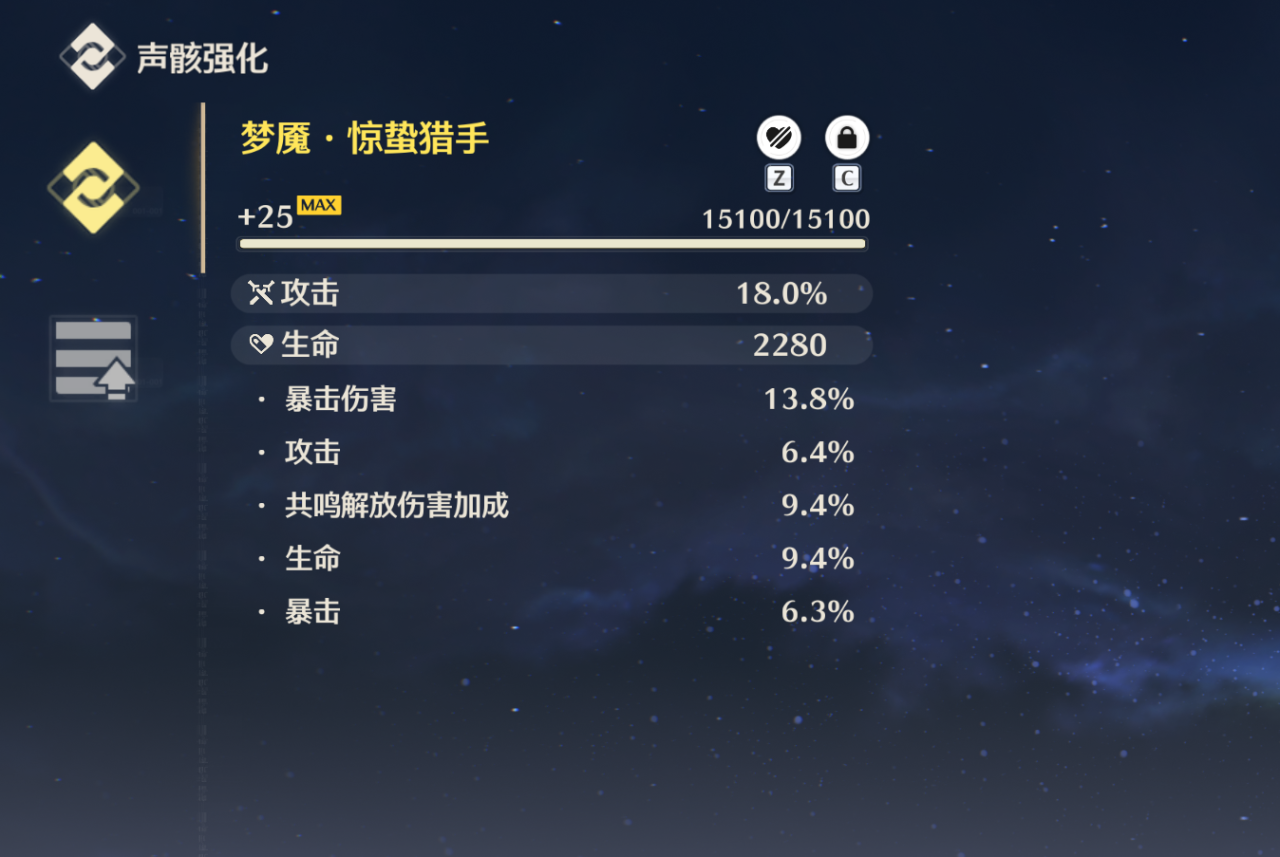 声骸强化
梦魇·惊蛰猎手
Z C
+25 MAX 15100/15100
攻击 18.0%
生命 2280
· 暴击伤害 13.8%
· 攻击 6.4%
· 共鸣解放伤害加成 9.4%
· 生命 9.4%
· 暴击 6.3%